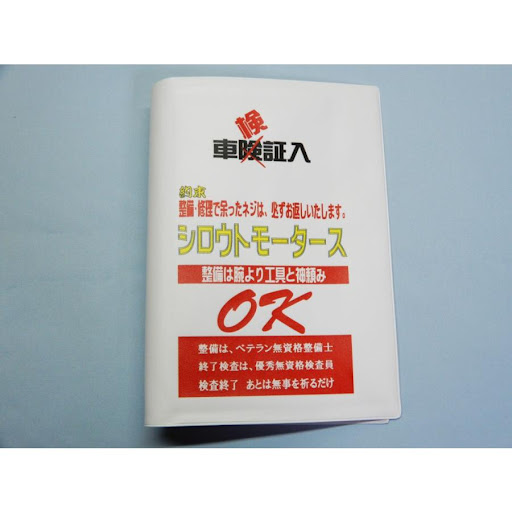 検
車険証入
約束
整備・修理で余ったネジは、必ずお返しいたします。
シロウトモータース
整備は腕より工具と神頼み
OK
整備は、ベテラン無資格整備士
終了検査は、優秀無資格検査員
検査終了 あとは無事を祈るだけ